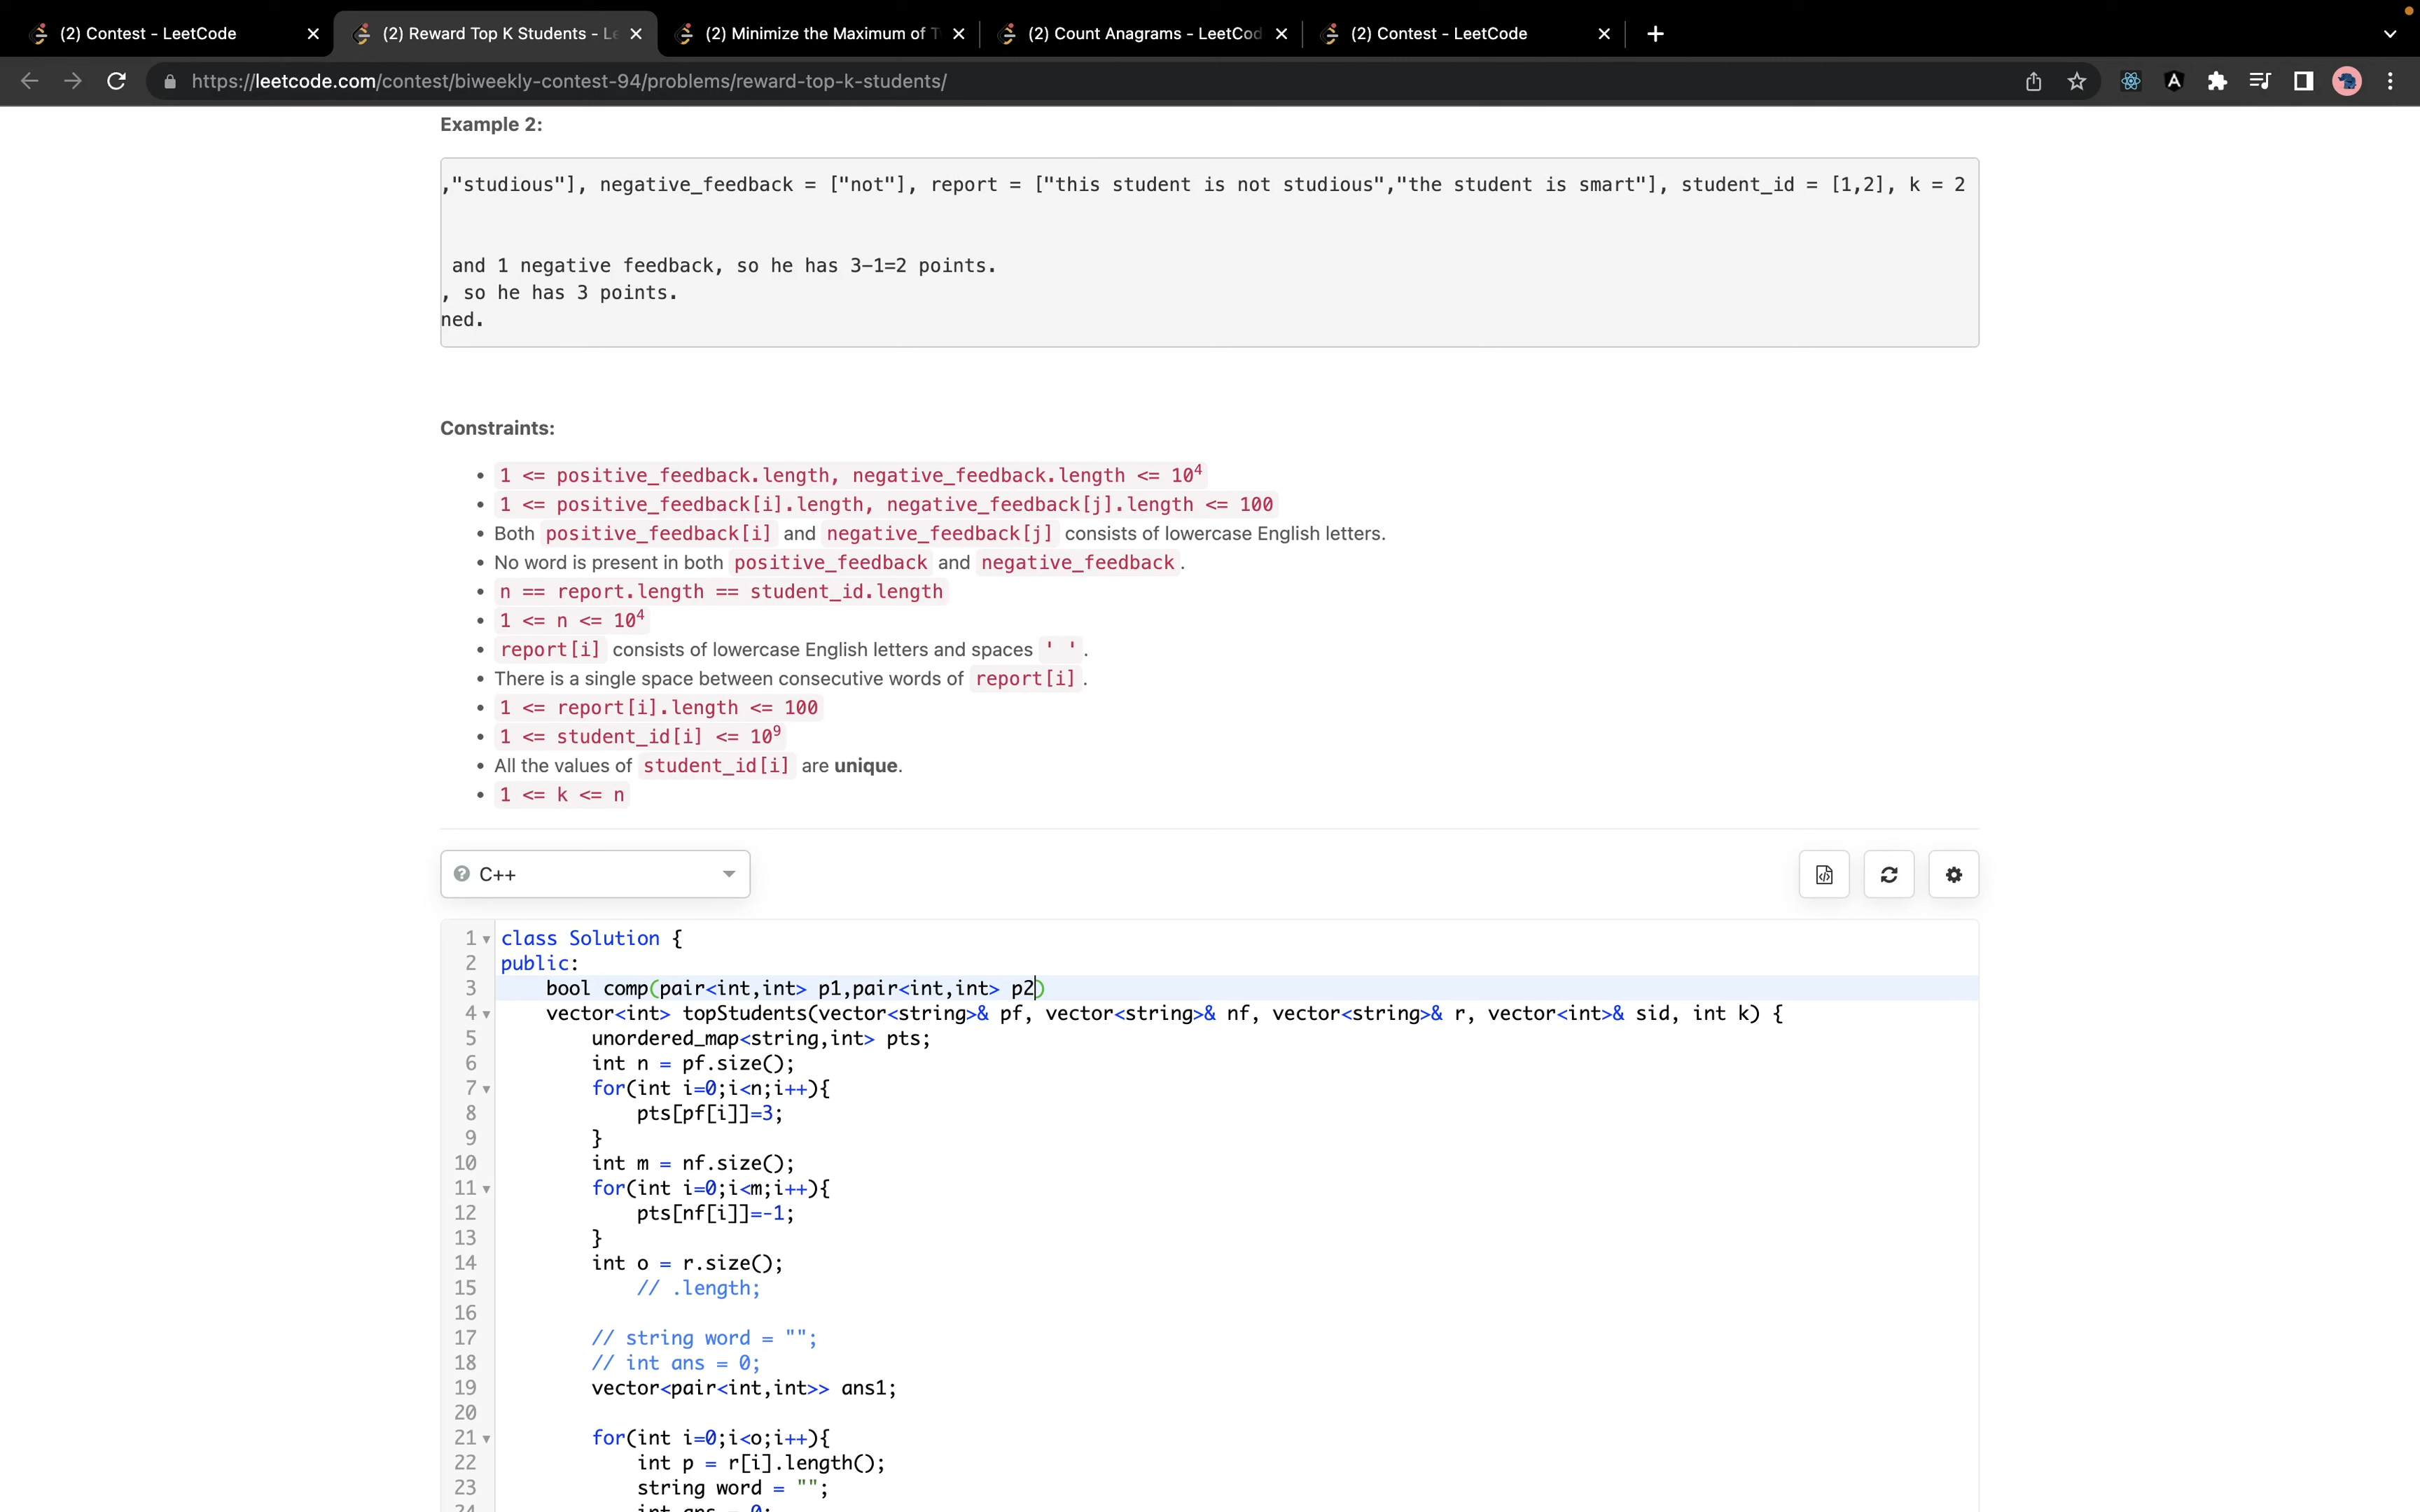 (2) Contest - LeetCode
(2) Reward Top K Students - Le
(2) Minimize the Maximum of T
(2) Count Anagrams - LeetCod
(2) Contest - LeetCode
https://leetcode.com/contest/biweekly-contest-94/problems/reward-top-k-students/
Example 2:
,"studious"], negative_feedback = ["not"], report = ["this student is not studious","the student is smart"], student_id = [1,2], k = 2
and 1 negative feedback, so he has 3-1=2 points.
, so he has 3 points.
ned.
Constraints:
• 1 <= positive_feedback.length, negative_feedback.length <= 10⁴
• 1 <= positive_feedback[i].length, negative_feedback[j].length <= 100
• Both positive_feedback[i] and negative_feedback[j] consists of lowercase English letters.
• No word is present in both positive_feedback and negative_feedback.
• n == report.length == student_id.length
• 1 <= n <= 10⁴
• report[i] consists of lowercase English letters and spaces ' '.
• There is a single space between consecutive words of report[i].
• 1 <= report[i].length <= 100
• 1 <= student_id[i] <= 10⁹
• All the values of student_id[i] are unique.
• 1 <= k <= n
C++
1 class Solution {
2 public:
3     bool comp(pair<int,int> p1,pair<int,int> p2)
4     vector<int> topStudents(vector<string>& pf, vector<string>& nf, vector<string>& r, vector<int>& sid, int k) {
5         unordered_map<string,int> pts;
6         int n = pf.size();
7         for(int i=0;i<n;i++){
8             pts[pf[i]]=3;
9         }
10         int m = nf.size();
11         for(int i=0;i<m;i++){
12             pts[nf[i]]=-1;
13         }
14         int o = r.size();
15             // .length;
16
17         // string word = "";
18         // int ans = 0;
19         vector<pair<int,int>> ans1;
20
21         for(int i=0;i<o;i++){
22             int p = r[i].length();
23             string word = "";
24             int ans = 0;